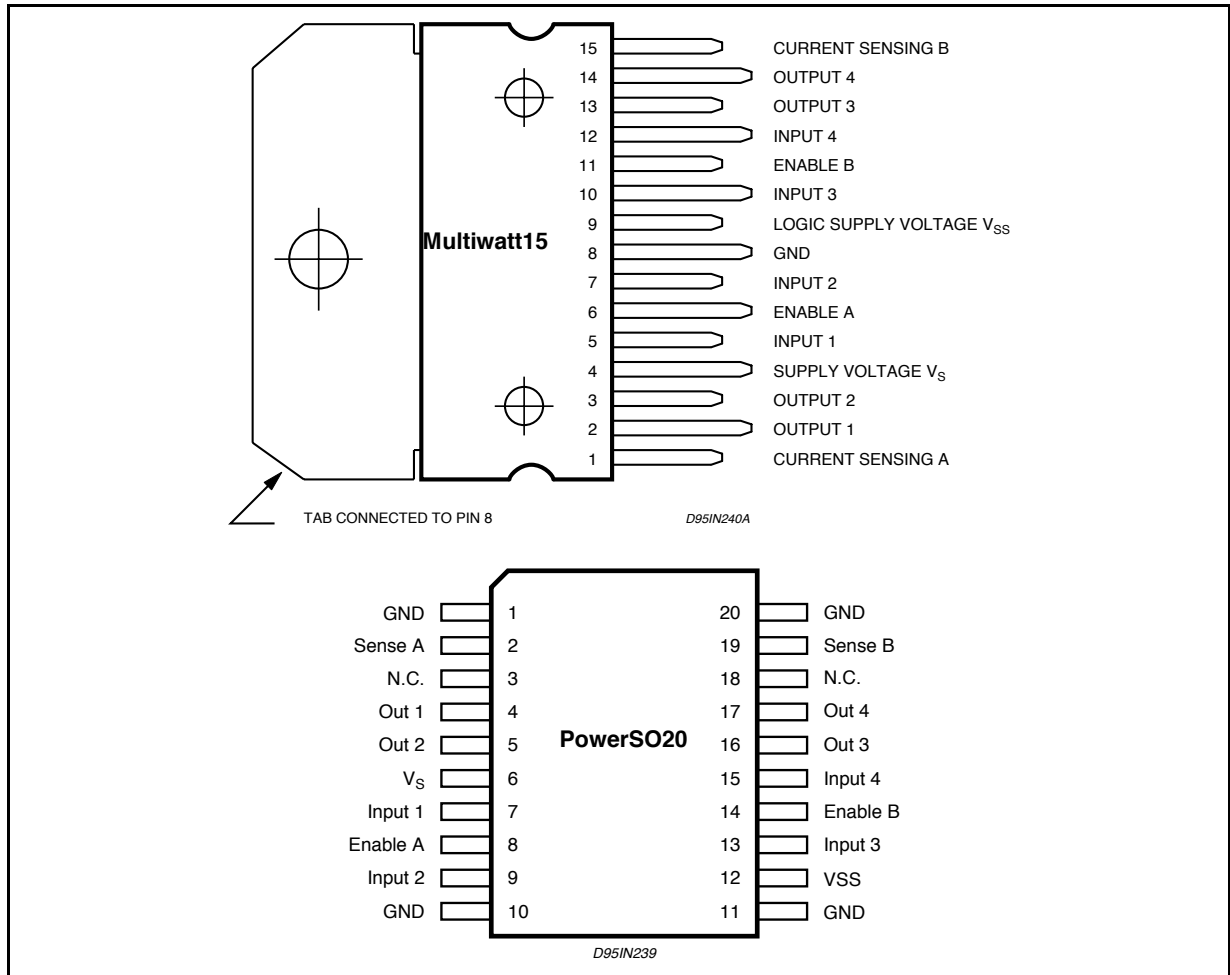 15 CURRENT SENSING B
14 OUTPUT 4
13 OUTPUT 3
12 INPUT 4
11 ENABLE B
10 INPUT 3
9 LOGIC SUPPLY VOLTAGE VSS
8 GND
7 INPUT 2
6 ENABLE A
5 INPUT 1
4 SUPPLY VOLTAGE VS
3 OUTPUT 2
2 OUTPUT 1
1 CURRENT SENSING A
Multiwatt15
TAB CONNECTED TO PIN 8
D95IN240A
GND 1 20 GND
Sense A 2 19 Sense B
N.C. 3 18 N.C.
Out 1 4 17 Out 4
Out 2 5 16 Out 3
VS 6 15 Input 4
Input 1 7 14 Enable B
Enable A 8 13 Input 3
Input 2 9 12 VSS
GND 10 11 GND
PowerSO20
D95IN239